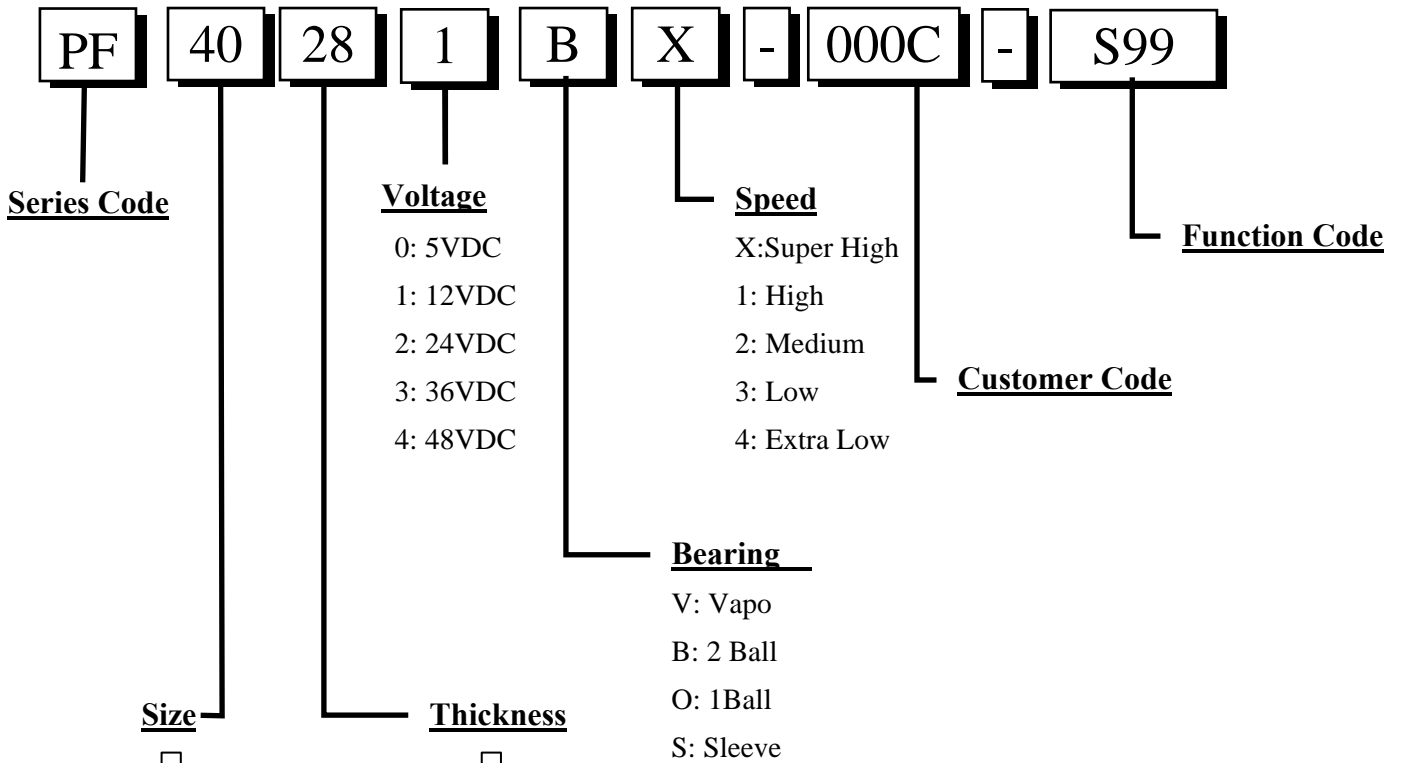 PF 40 28 1 B X - 000C - S99
Series Code
Voltage
0: 5VDC
1: 12VDC
2: 24VDC
3: 36VDC
4: 48VDC
Speed
X:Super High
1: High
2: Medium
3: Low
4: Extra Low
Function Code
Customer Code
Bearing
V: Vapo
B: 2 Ball
O: 1Ball
S: Sleeve
Size
Thickness